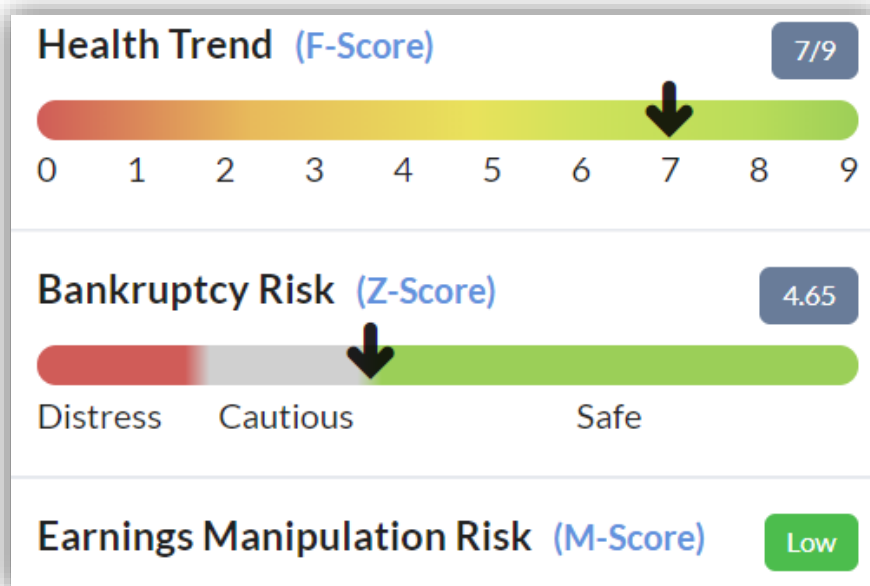 Health Trend (F-Score) 7/9
0 1 2 3 4 5 6 7 8 9
Bankruptcy Risk (Z-Score) 4.65
Distress Cautious Safe
Earnings Manipulation Risk (M-Score) Low